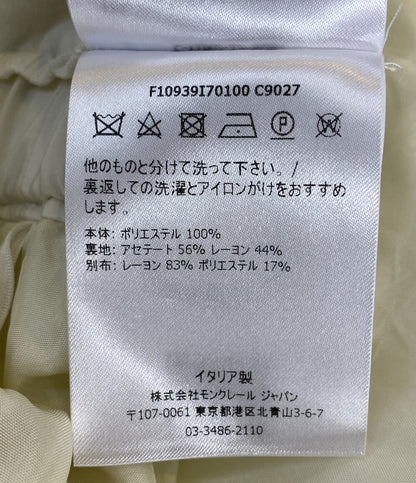 F10939I70100 C9027
P
W
他のものと分けて洗って下さい。/
裏返しての洗濯とアイロンがけをおすすめ
します。
本体: ポリエステル 100%
裏地: アセテート 56% レーヨン 44%
別布: レーヨン 83% ポリエステル 17%
イタリア製
株式会社モンクレール ジャパン
〒107-0061 東京都港区北青山3-6-7
03-3486-2110